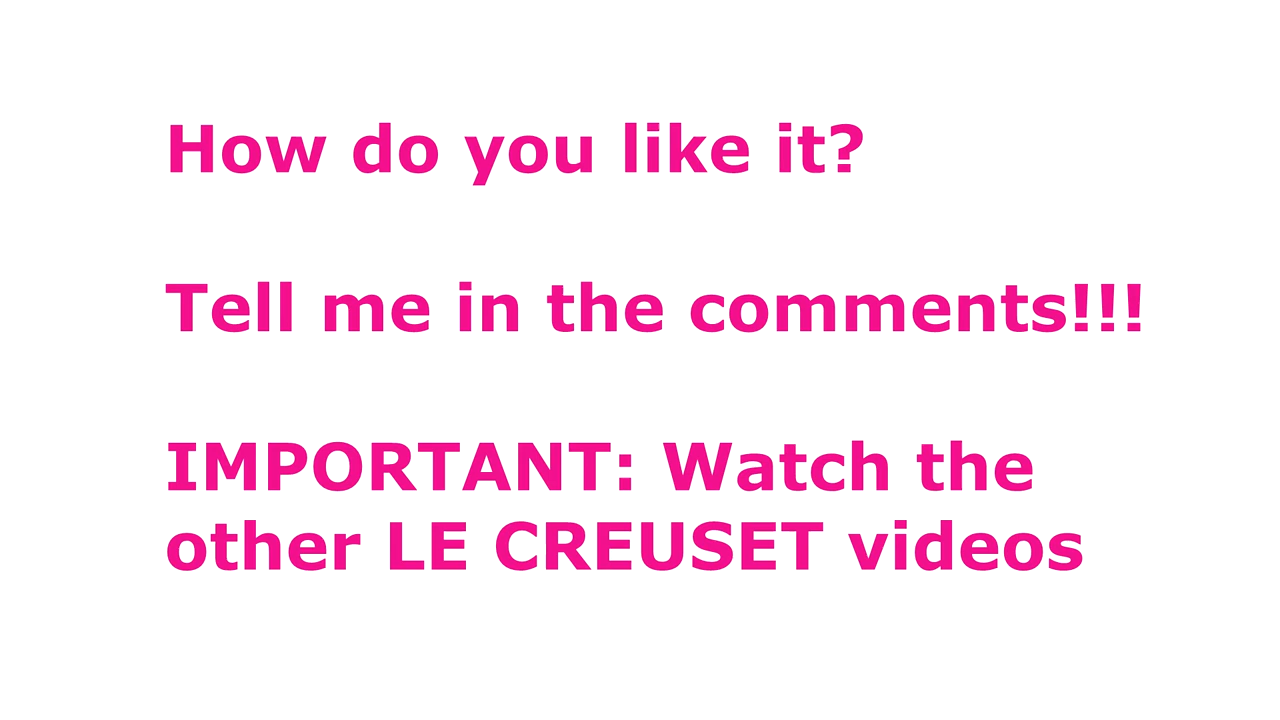 How do you like it?
Tell me in the comments!!!
IMPORTANT: Watch the
other LE CREUSET videos